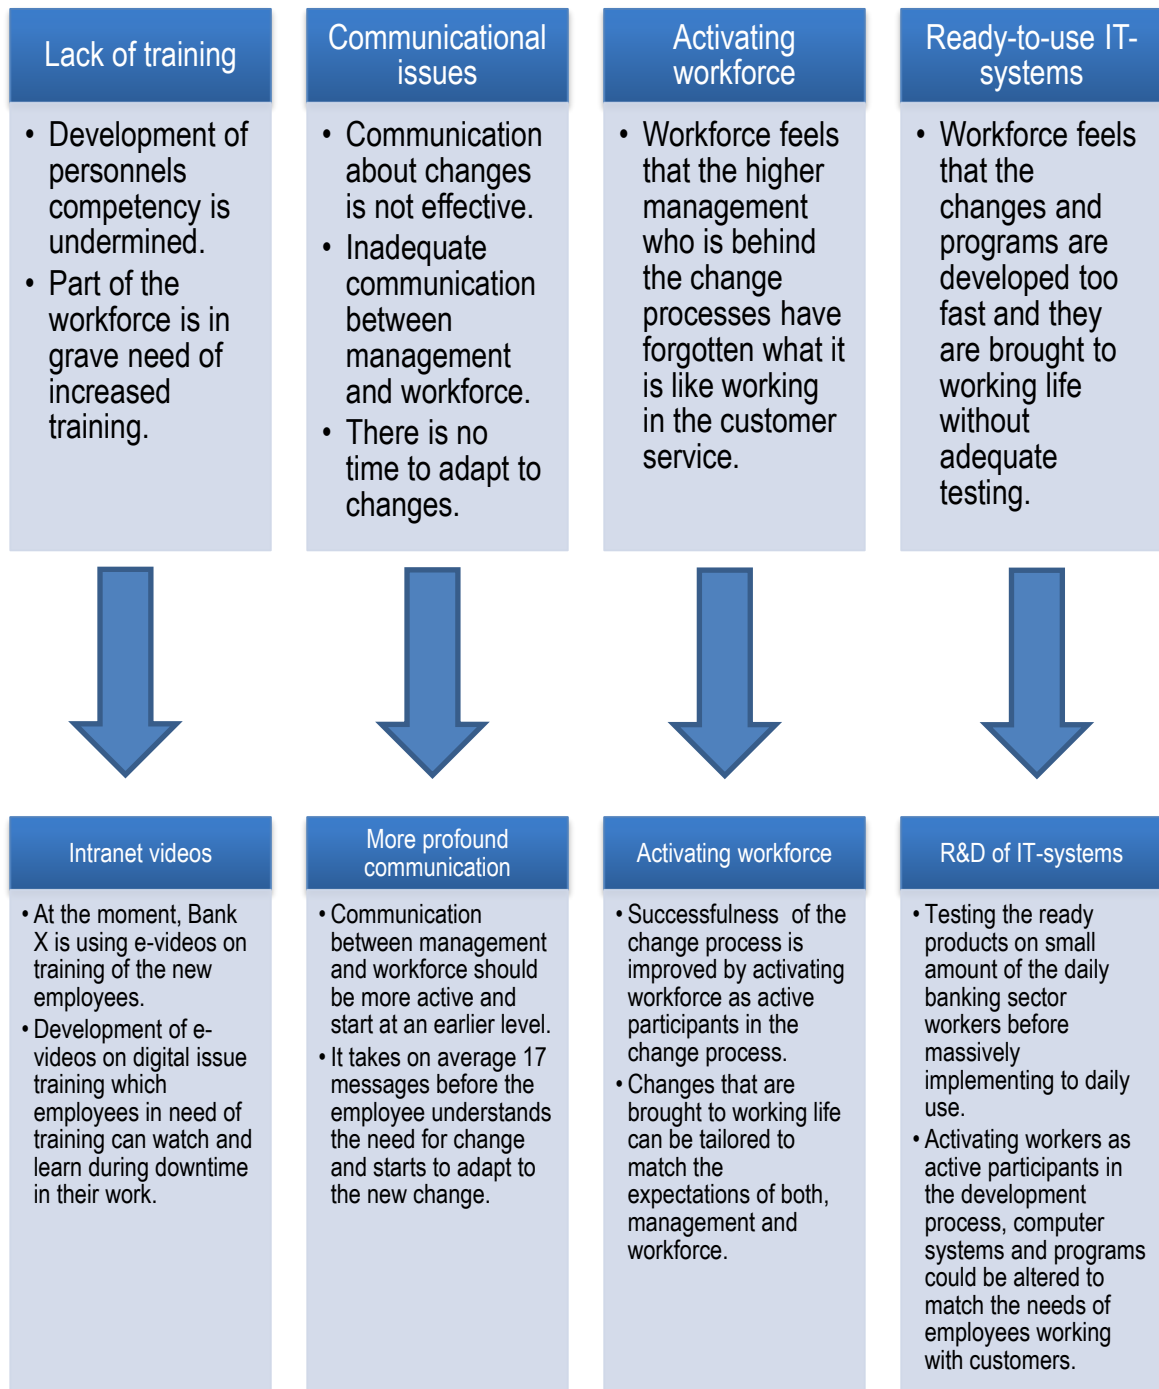 Lack of training
• Development of
personnels
competency is
undermined.
• Part of the
workforce is in
grave need of
increased
training.
Communicational
issues
• Communication
about changes
is not effective.
• Inadequate
communication
between
management
and workforce.
• There is no
time to adapt to
changes.
Activating
workforce
• Workforce feels
that the higher
management
who is behind
the change
processes have
forgotten what it
is like working
in the customer
service.
Ready-to-use IT-
systems
• Workforce feels
that the
changes and
programs are
developed too
fast and they
are brought to
working life
without
adequate
testing.
Intranet videos
• At the moment, Bank
X is using e-videos on
training of the new
employees.
• Development of e-
videos on digital issue
training which
employees in need of
training can watch and
learn during downtime
in their work.
More profound
communication
• Communication
between management
and workforce should
be more active and
start at an earlier level.
• It takes on average 17
messages before the
employee understands
the need for change
and starts to adapt to
the new change.
Activating workforce
• Successfulness of the
change process is
improved by activating
workforce as active
participants in the
change process.
• Changes that are
brought to working life
can be tailored to
match the
expectations of both,
management and
workforce.
R&D of IT-systems
• Testing the ready
products on small
amount of the daily
banking sector
workers before
massively
implementing to daily
use.
• Activating workers as
active participants in
the development
process, computer
systems and programs
could be altered to
match the needs of
employees working
with customers.